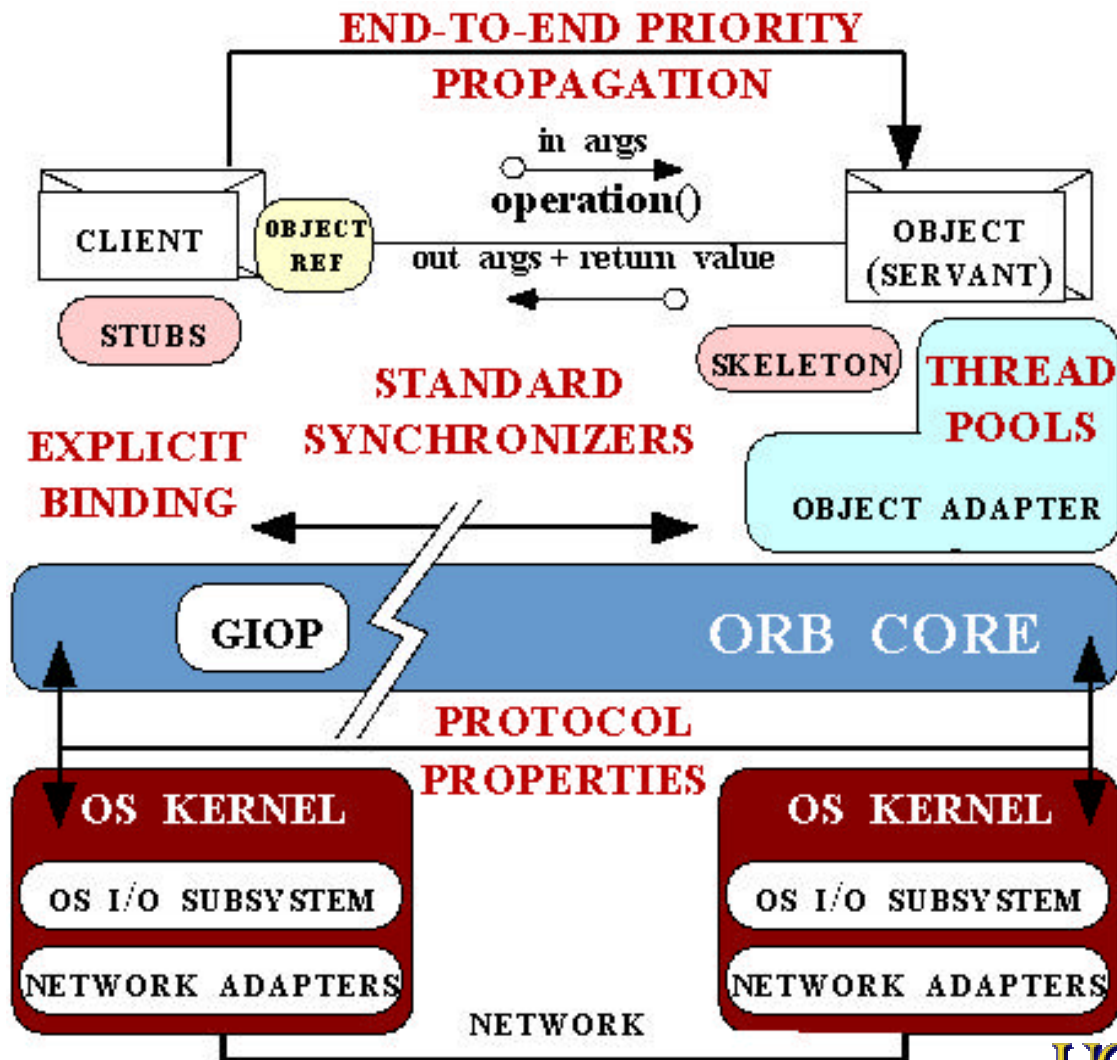 END-TO-END PRIORITY
PROPAGATION
in args
operation()
CLIENT
OBJECT
REF
out args + return value
OBJECT
(SERVANT)
STUBS
SKELETON
THREAD
POOLS
STANDARD
SYNCHRONIZERS
EXPLICIT
BINDING
OBJECT ADAPTER
GIOP
ORB CORE
PROTOCOL
PROPERTIES
OS KERNEL
OS I/O SUBSYSTEM
NETWORK ADAPTERS
OS KERNEL
OS I/O SUBSYSTEM
NETWORK ADAPTERS
NETWORK